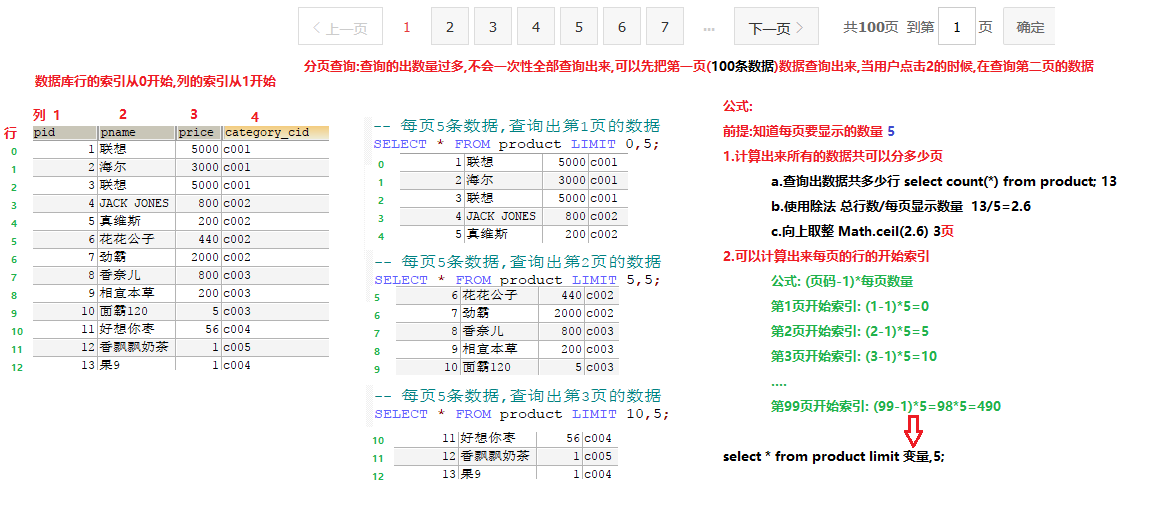 上一页 1 2 3 4 5 6 7 ... 下一页 共100页 到第 1 页 确定
分页查询:查询的出数量过多,不会一次性全部查询出来,可以先把第一页(100条数据)数据查询出来,当用户点击2的时候,在查询第二页的数据
数据库行的索引从0开始,列的索引从1开始
列 1 2 3 4
行 pid pname price category_cid
0 1 联想 5000 c001
1 2 海尔 3000 c001
2 3 联想 5000 c001
3 4 JACK JONES 800 c002
4 5 真维斯 200 c002
5 6 花花公子 440 c002
6 7 劲霸 2000 c002
7 8 香奈儿 800 c003
8 9 相宜本草 200 c003
9 10 面霸120 5 c003
10 11 好想你枣 56 c004
11 12 香飘飘奶茶 1 c005
12 13 果9 1 c004
-- 每页5条数据,查询出第1页的数据
SELECT * FROM product LIMIT 0,5;
0 1 联想 5000 c001
1 2 海尔 3000 c001
2 3 联想 5000 c001
3 4 JACK JONES 800 c002
4 5 真维斯 200 c002
-- 每页5条数据,查询出第2页的数据
SELECT * FROM product LIMIT 5,5;
5 6 花花公子 440 c002
6 7 劲霸 2000 c002
7 8 香奈儿 800 c003
8 9 相宜本草 200 c003
9 10 面霸120 5 c003
-- 每页5条数据,查询出第3页的数据
SELECT * FROM product LIMIT 10,5;
10 11 好想你枣 56 c004
11 12 香飘飘奶茶 1 c005
12 13 果9 1 c004
公式:
前提:知道每页要显示的数量 5
1.计算出来所有的数据共可以分多少页
a.查询出数据共多少行 select count(*) from product; 13
b.使用除法 总行数/每页显示数量 13/5=2.6
c.向上取整 Math.ceil(2.6) 3页
2.可以计算出来每页的行的开始索引
公式: (页码-1)*每页数量
第1页开始索引: (1-1)*5=0
第2页开始索引: (2-1)*5=5
第3页开始索引: (3-1)*5=10
....
第99页开始索引: (99-1)*5=98*5=490
select * from product limit 变量,5;